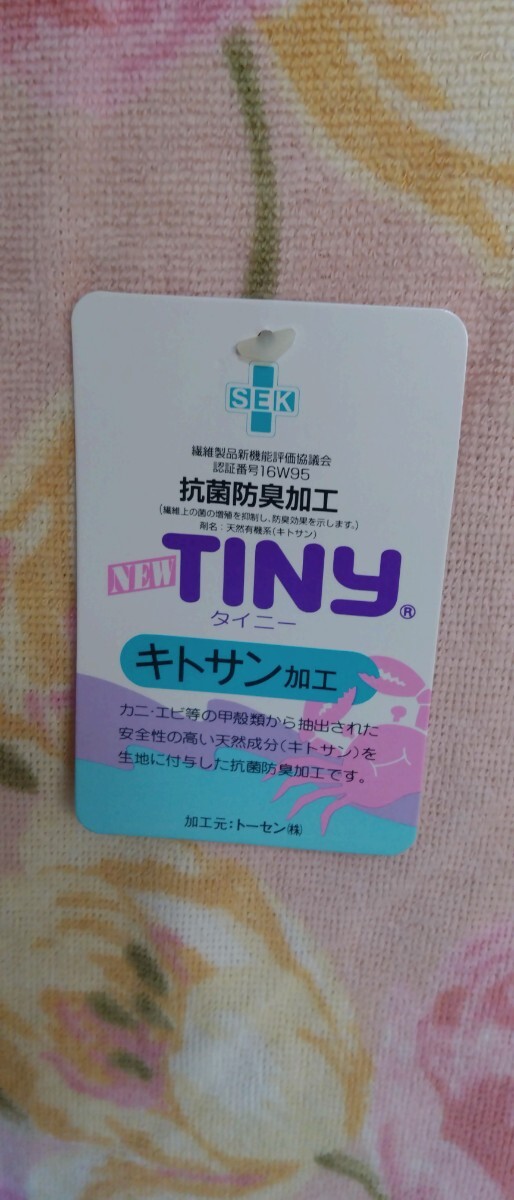 SEK
繊維製品新機能評価協議会
認証番号16W95
抗菌防臭加工
(繊維上の菌の増殖を抑制し、防臭効果を示します。)
剤名：天然有機系(キトサン)
NEW TINY®
タイニー
キトサン加工
カニ・エビ等の甲殻類から抽出された
安全性の高い天然成分(キトサン)を
生地に付与した抗菌防臭加工です。
加工元：トーセン㈱